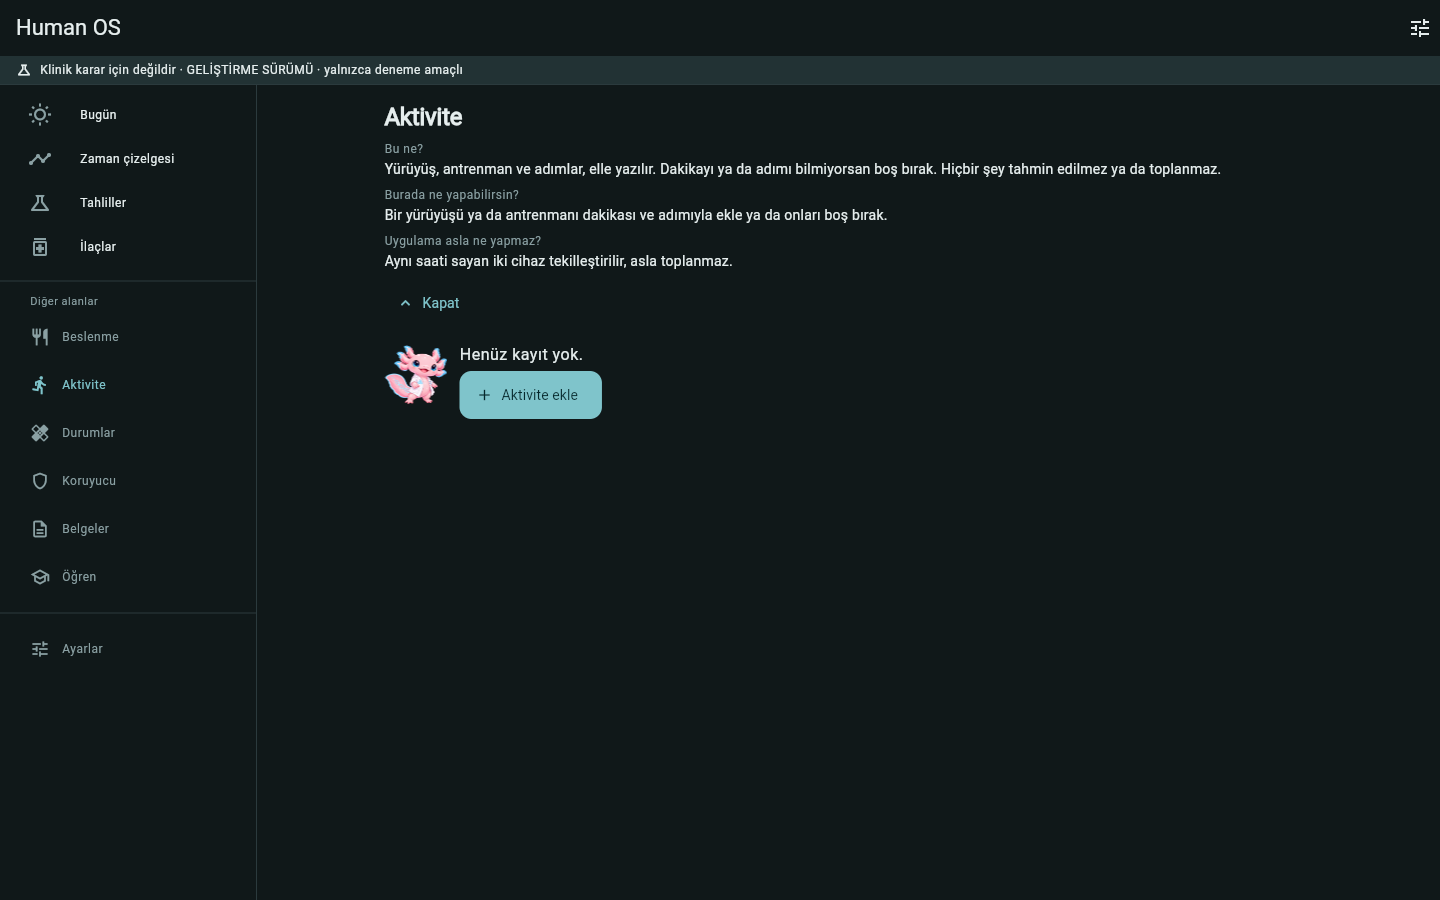 Human OS
Klinik karar için değildir · GELİŞTİRME SÜRÜMÜ · yalnızca deneme amaçlı
Bugün
Zaman çizelgesi
Tahliller
İlaçlar
Diğer alanlar
Beslenme
Aktivite
Durumlar
Koruyucu
Belgeler
Öğren
Ayarlar
Aktivite
Bu ne?
Yürüyüş, antrenman ve adımlar, elle yazılır. Dakikayı ya da adımı bilmiyorsan boş bırak. Hiçbir şey tahmin edilmez ya da toplanmaz.
Burada ne yapabilirsin?
Bir yürüyüşü ya da antrenmanı dakikası ve adımıyla ekle ya da onları boş bırak.
Uygulama asla ne yapmaz?
Aynı saati sayan iki cihaz tekilleştirilir, asla toplanmaz.
Kapat
Henüz kayıt yok.
Aktivite ekle